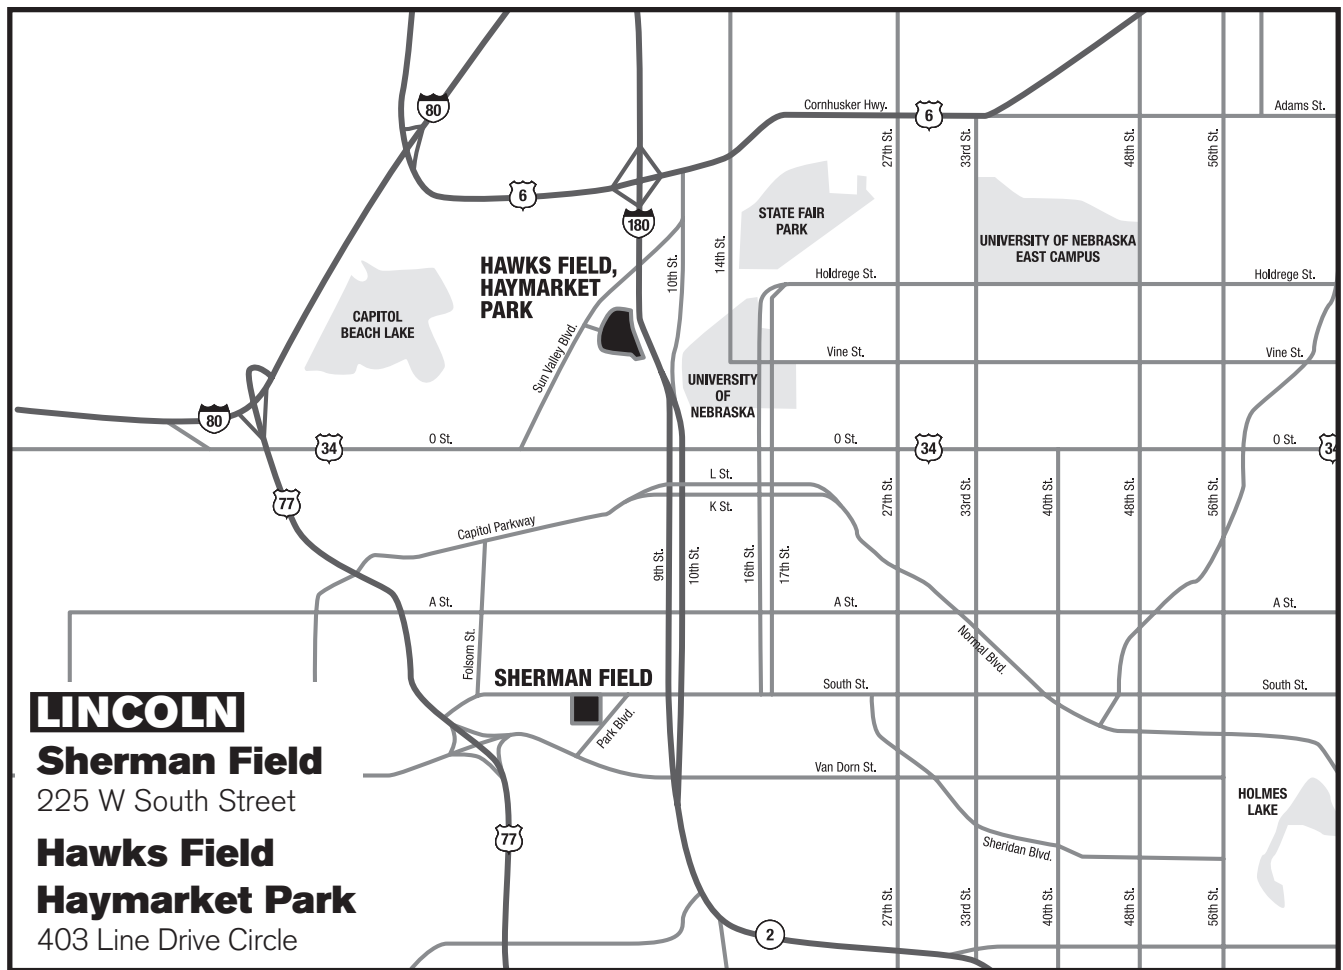 80
Cornhusker Hwy.
6
Adams St.
27th St.
33rd St.
48th St.
56th St.
6
180
STATE FAIR
PARK
UNIVERSITY OF NEBRASKA
EAST CAMPUS
14th St.
10th St.
HAWKS FIELD,
HAYMARKET
PARK
Holdrege St.
Holdrege St.
CAPITOL
BEACH LAKE
Sun Valley Blvd.
Vine St.
Vine St.
UNIVERSITY
OF
NEBRASKA
80
34
O St.
O St.
34
O St.
34
77
L St.
K St.
27th St.
33rd St.
40th St.
48th St.
56th St.
Capitol Parkway
9th St.
10th St.
16th St.
17th St.
A St.
A St.
A St.
Folsom St.
Normal Blvd.
SHERMAN FIELD
South St.
South St.
Park Blvd.
LINCOLN
Sherman Field
225 W South Street
Hawks Field
Haymarket Park
403 Line Drive Circle
Van Dorn St.
HOLMES
LAKE
77
Sheridan Blvd.
27th St.
33rd St.
40th St.
48th St.
56th St.
2